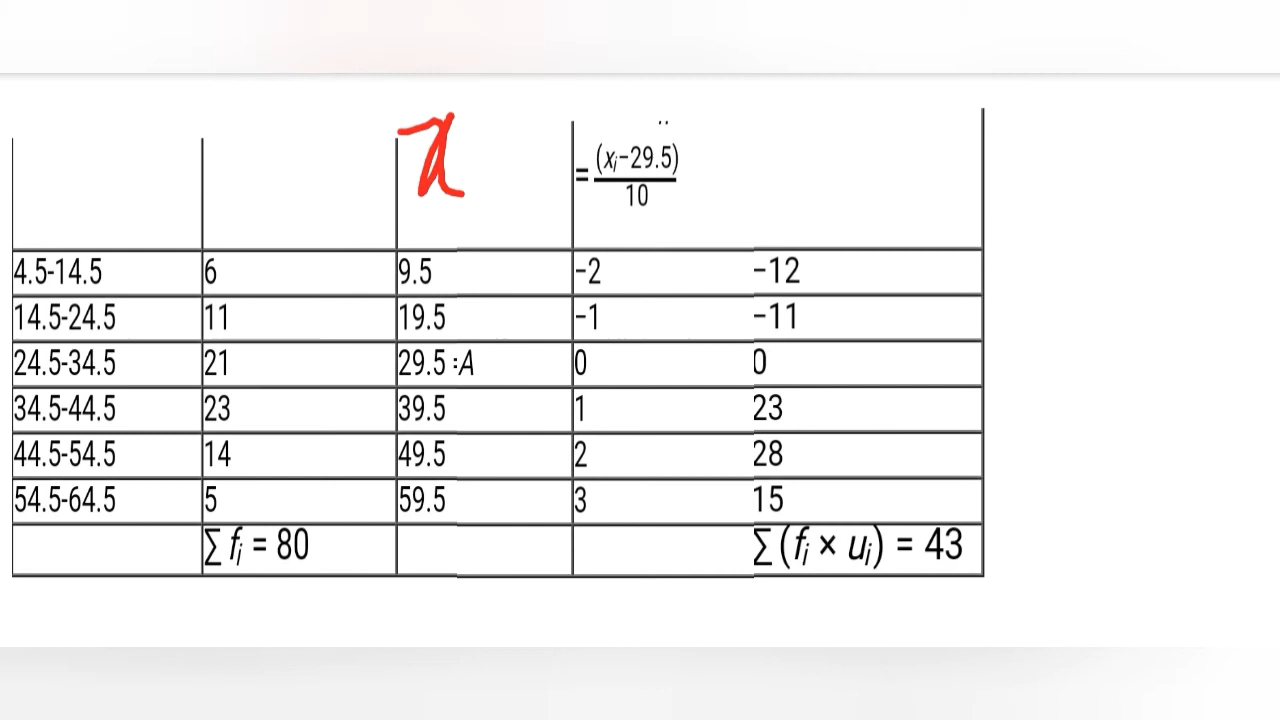 = (xᵢ−29.5) / 10
4.5-14.5 6 9.5 −2 −12
14.5-24.5 11 19.5 −1 −11
24.5-34.5 21 29.5 :A 0 0
34.5-44.5 23 39.5 1 23
44.5-54.5 14 49.5 2 28
54.5-64.5 5 59.5 3 15
∑ fᵢ = 80 ∑ (fᵢ × uᵢ) = 43